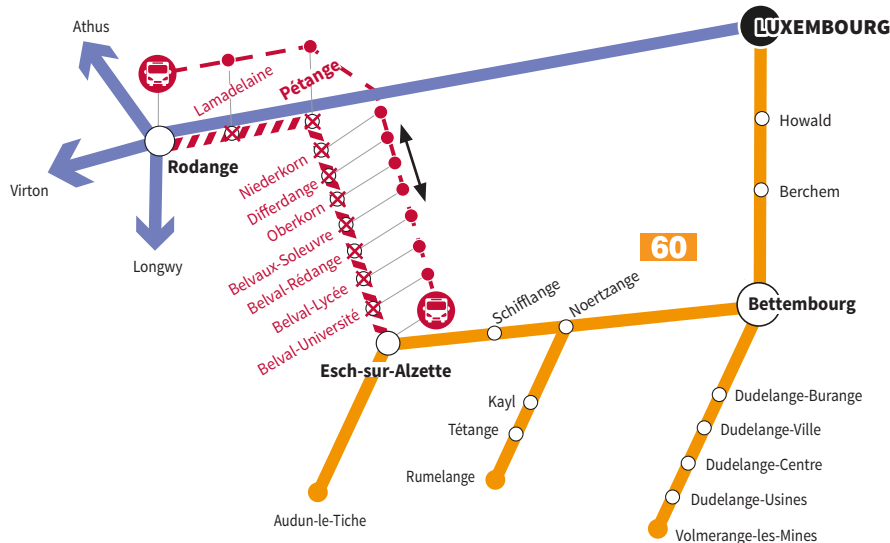 Athus
LUXEMBOURG
Lamadelaine
Pétange
Howald
Rodange
Niederkorn
Virton
Differdange
Berchem
Oberkorn
60
Belvaux-Soleuvre
Longwy
Belval-Rédange
Belval-Lycée
Noertzange
Schifflange
Bettembourg
Belval-Université
Esch-sur-Alzette
Kayl
Dudelange-Burange
Tétange
Dudelange-Ville
Dudelange-Centre
Rumelange
Dudelange-Usines
Audun-le-Tiche
Volmerange-les-Mines